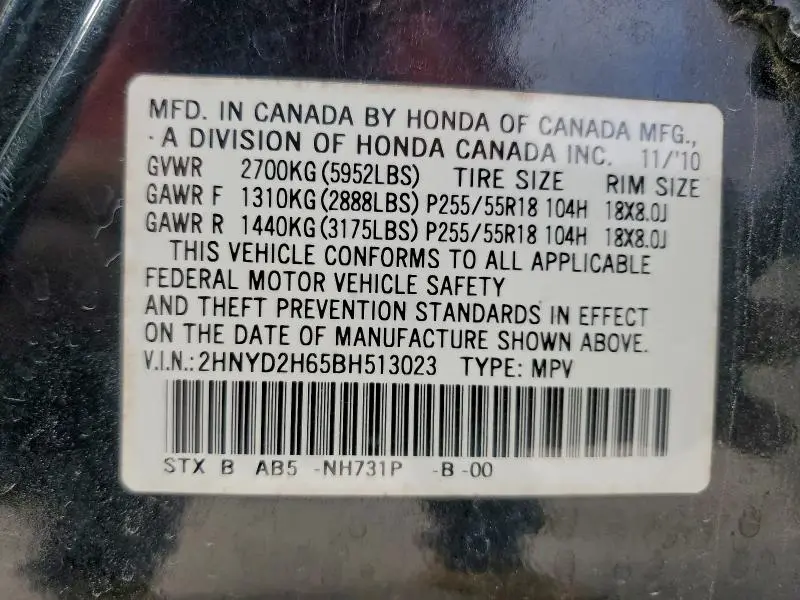 MFD. IN CANADA BY HONDA OF CANADA MFG.,
· A DIVISION OF HONDA CANADA INC. 11/'10
GVWR 2700KG(5952LBS) TIRE SIZE RIM SIZE
GAWR F 1310KG(2888LBS) P255/55R18 104H 18X8.0J
GAWR R 1440KG(3175LBS) P255/55R18 104H 18X8.0J
THIS VEHICLE CONFORMS TO ALL APPLICABLE
FEDERAL MOTOR VEHICLE SAFETY
AND THEFT PREVENTION STANDARDS IN EFFECT
ON THE DATE OF MANUFACTURE SHOWN ABOVE.
V.I.N.: 2HNYD2H65BH513023 TYPE: MPV
STX B AB5 -NH731P -B -00